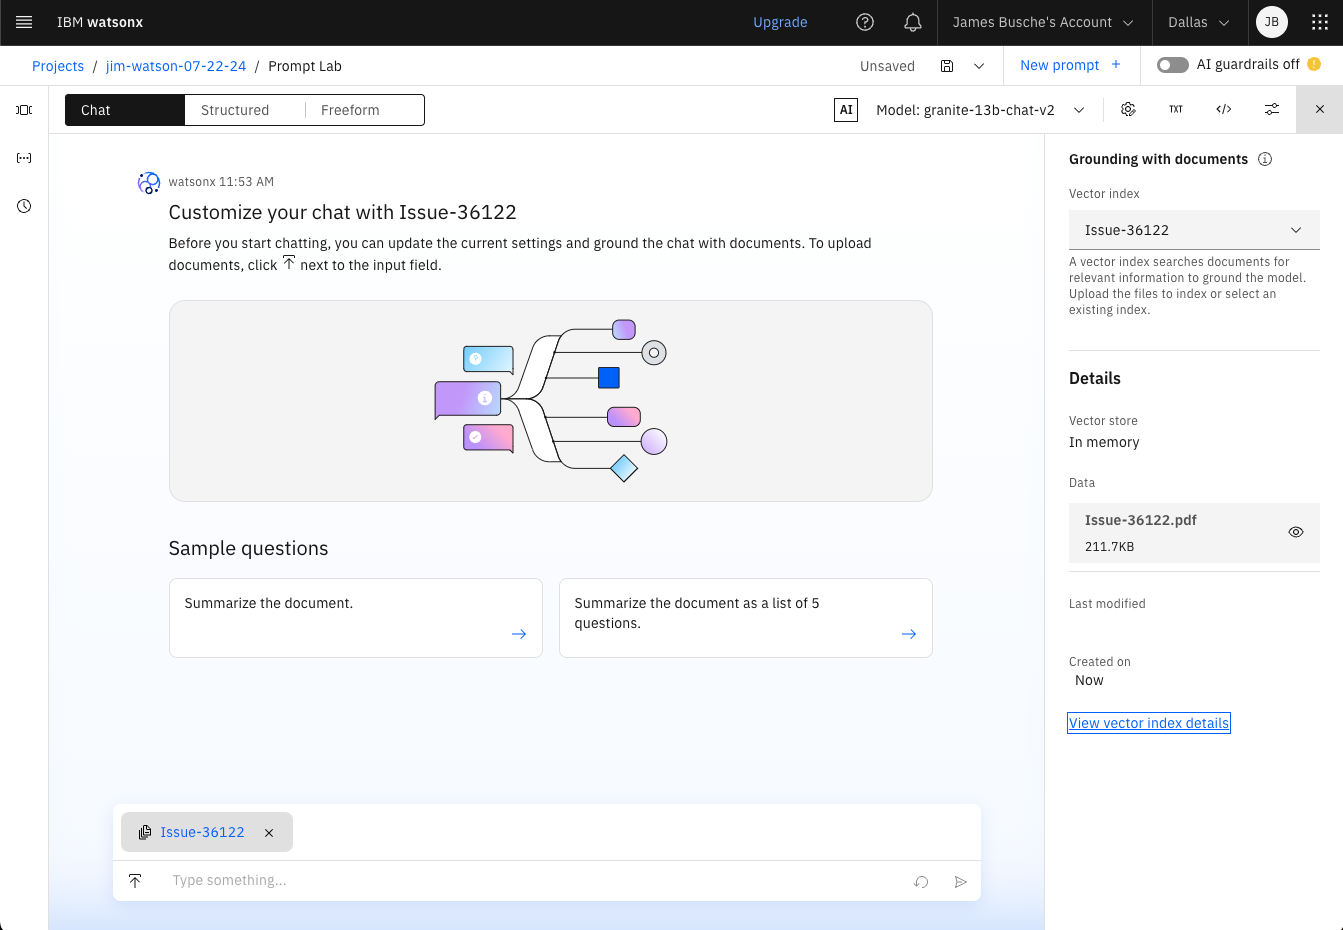 IBM watsonx
Upgrade
James Busche's Account
Dallas
JB
Projects / jim-watson-07-22-24 / Prompt Lab
Unsaved
New prompt +
AI guardrails off
Chat
Structured
Freeform
AI
Model: granite-13b-chat-v2
TXT
watsonx 11:53 AM
Customize your chat with Issue-36122
Before you start chatting, you can update the current settings and ground the chat with documents. To upload
documents, click next to the input field.
Sample questions
Summarize the document.
Summarize the document as a list of 5
questions.
Issue-36122
Type something...
Grounding with documents
Vector index
Issue-36122
A vector index searches documents for
relevant information to ground the model.
Upload the files to index or select an
existing index.
Details
Vector store
In memory
Data
Issue-36122.pdf
211.7KB
Last modified
Created on
Now
View vector index details